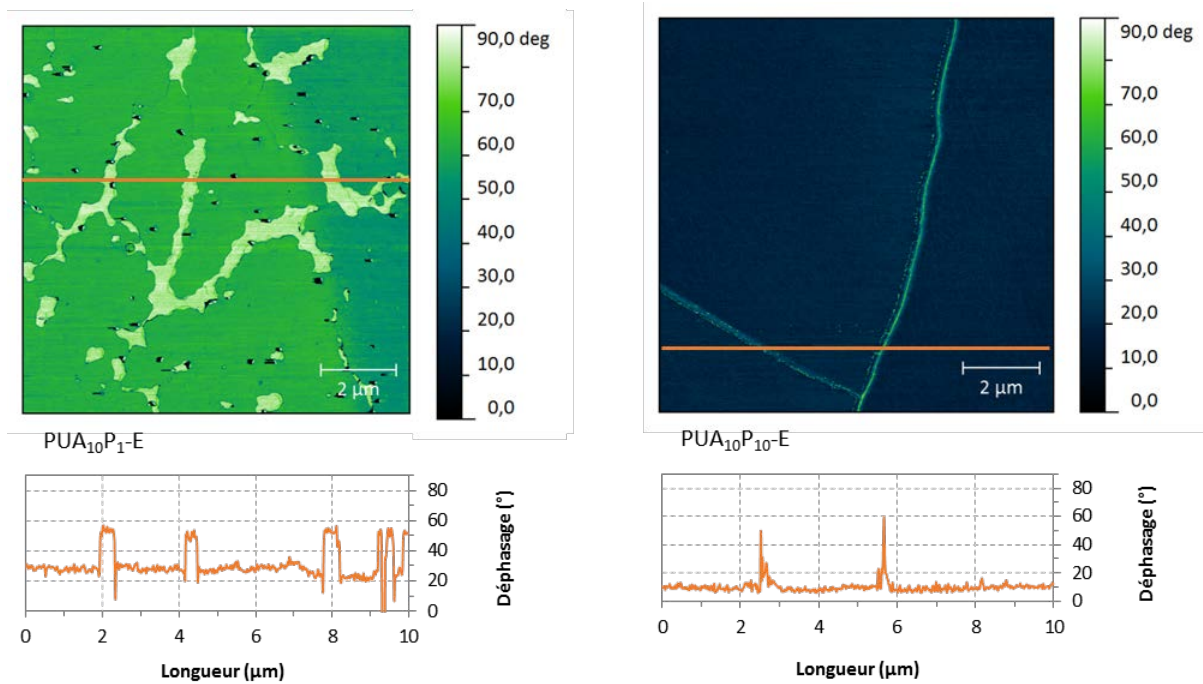 90,0 deg
70,0
60,0
50,0
40,0
30,0
20,0
10,0
0,0
2 µm
PUA₁₀P₁-E
90,0 deg
70,0
60,0
50,0
40,0
30,0
20,0
10,0
0,0
2 µm
PUA₁₀P₁₀-E
80
60
40
20
0
Déphasage (°)
0 2 4 6 8 10
Longueur (µm)
80
60
40
20
0
Déphasage (°)
0 2 4 6 8 10
Longueur (µm)